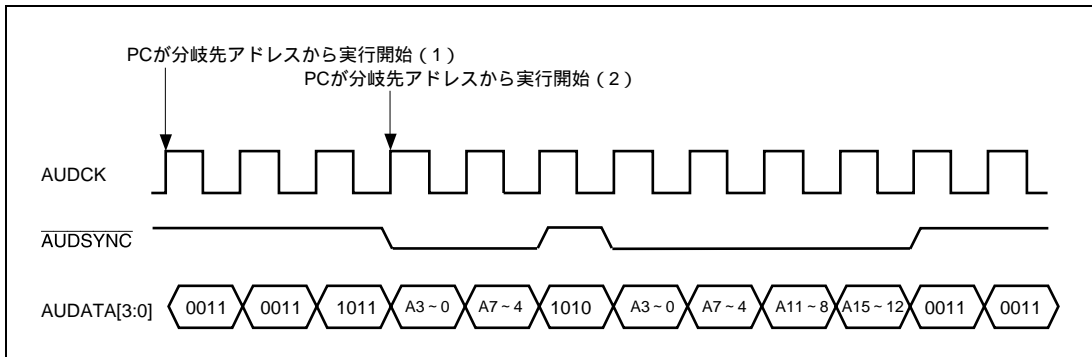 PCが分岐先アドレスから実行開始（1）
PCが分岐先アドレスから実行開始（2）
AUDCK
AUDSYNC
AUDATA[3:0] 0011 0011 1011 A3～0 A7～4 1010 A3～0 A7～4 A11～8 A15～12 0011 0011